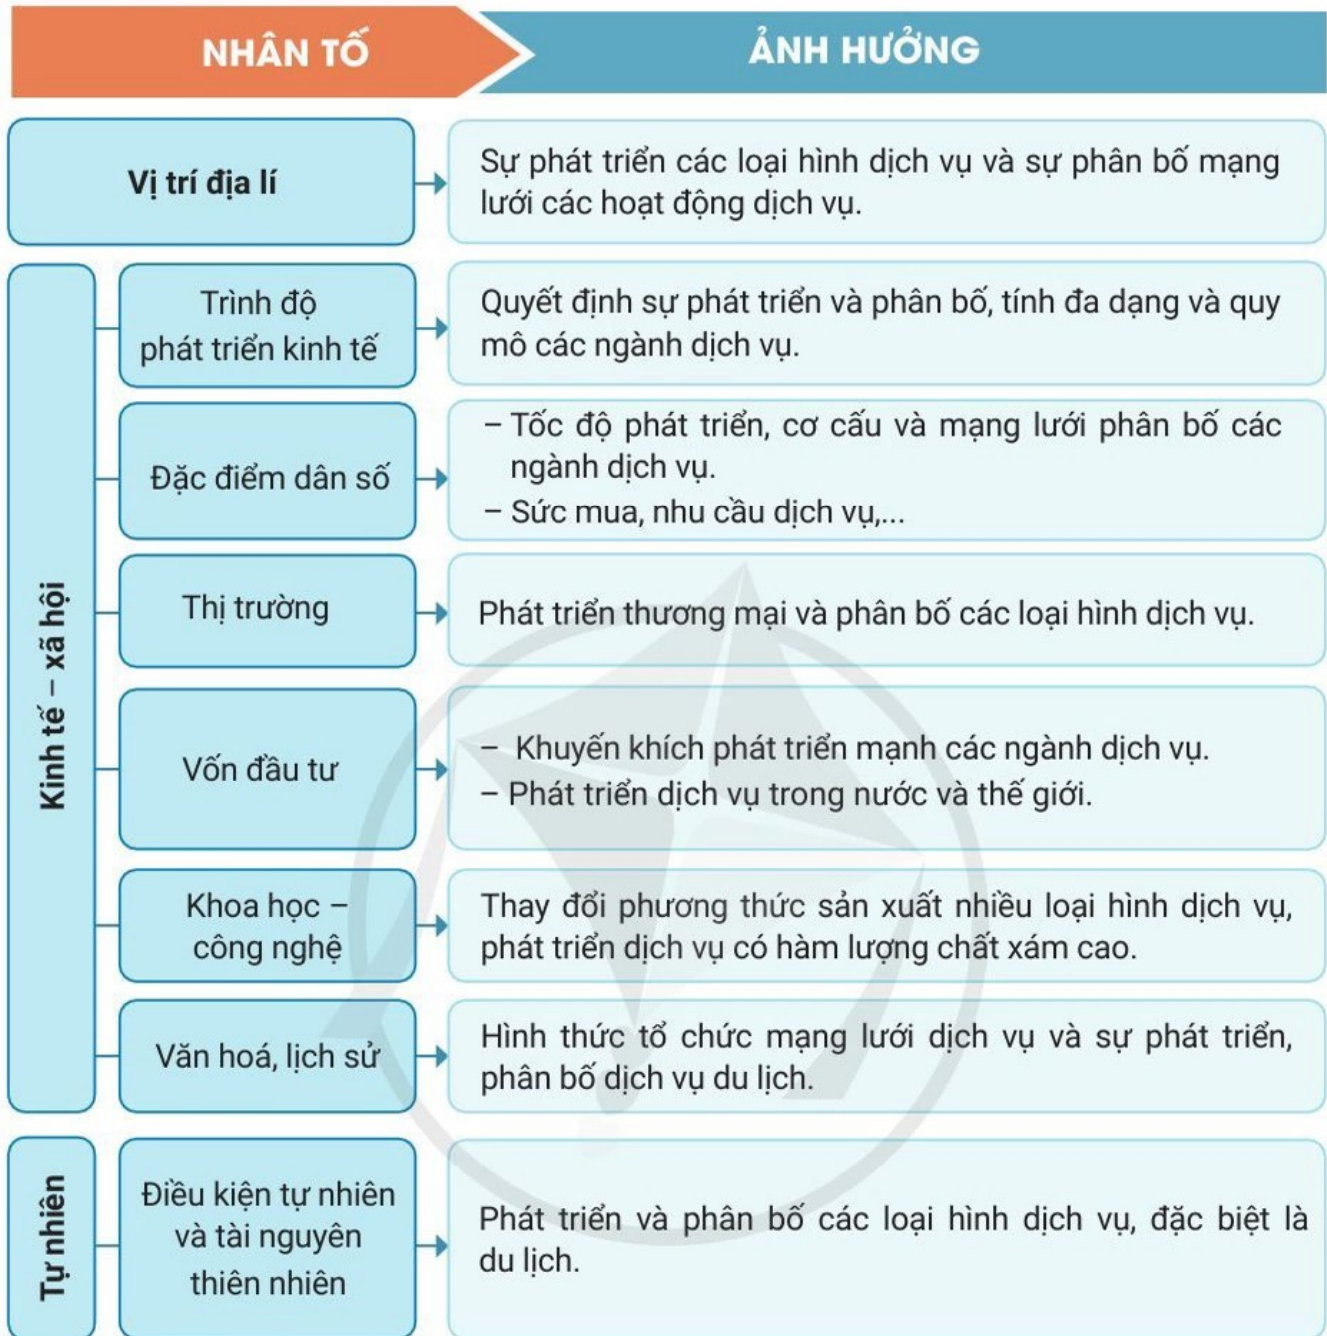 NHÂN TỐ
ẢNH HƯỞNG
Vị trí địa lí
Sự phát triển các loại hình dịch vụ và sự phân bố mạng
lưới các hoạt động dịch vụ.
Kinh tế – xã hội
Trình độ
phát triển kinh tế
Quyết định sự phát triển và phân bố, tính đa dạng và quy
mô các ngành dịch vụ.
Đặc điểm dân số
– Tốc độ phát triển, cơ cấu và mạng lưới phân bố các
ngành dịch vụ.
– Sức mua, nhu cầu dịch vụ,...
Thị trường
Phát triển thương mại và phân bố các loại hình dịch vụ.
Vốn đầu tư
– Khuyến khích phát triển mạnh các ngành dịch vụ.
– Phát triển dịch vụ trong nước và thế giới.
Khoa học –
công nghệ
Thay đổi phương thức sản xuất nhiều loại hình dịch vụ,
phát triển dịch vụ có hàm lượng chất xám cao.
Văn hoá, lịch sử
Hình thức tổ chức mạng lưới dịch vụ và sự phát triển,
phân bố dịch vụ du lịch.
Tự nhiên
Điều kiện tự nhiên
và tài nguyên
thiên nhiên
Phát triển và phân bố các loại hình dịch vụ, đặc biệt là
du lịch.